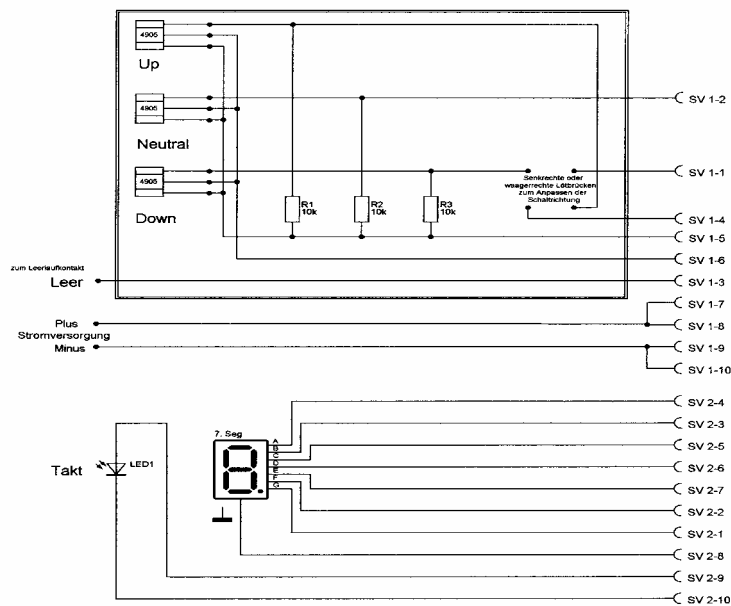 4905
Up
4905
SV 1-2
Neutral
4905
SV 1-1
Senkrechte oder
waagerrechte Lötbrücken
zum Anpassen der
Schaltrichtung
Down
R1
10k
R2
10k
R3
10k
SV 1-4
SV 1-5
SV 1-6
zum Leerlaufkontakt
Leer
SV 1-3
SV 1-7
Plus
SV 1-8
Stromversorgung
Minus
SV 1-9
SV 1-10
SV 2-4
SV 2-3
7. Seg
A
B
C
D
E
F
G
SV 2-5
Takt
LED1
SV 2-6
SV 2-7
SV 2-2
SV 2-1
SV 2-8
SV 2-9
SV 2-10